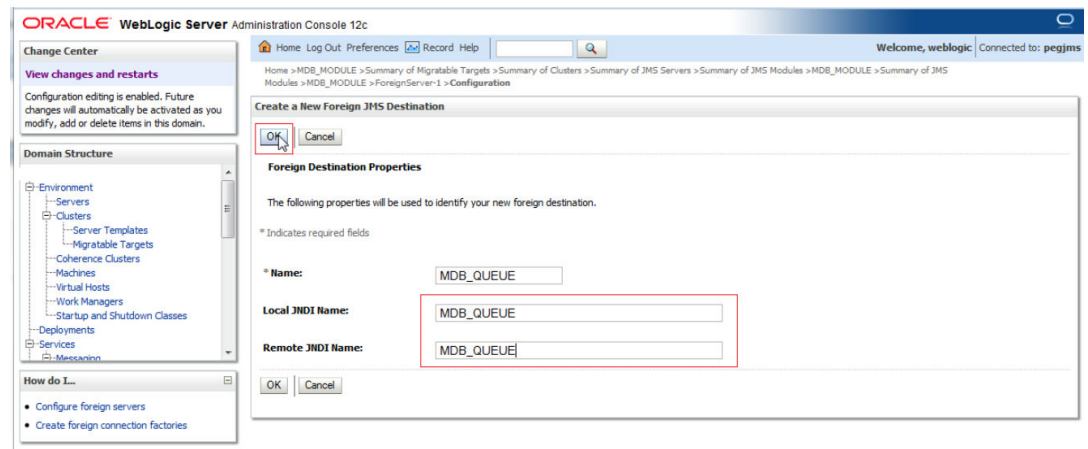 ORACLE WebLogic Server Administration Console 12c
Change Center
View changes and restarts
Configuration editing is enabled. Future
changes will automatically be activated as you
modify, add or delete items in this domain.
Domain Structure
Environment
Servers
Clusters
Server Templates
Migratable Targets
Coherence Clusters
Machines
Virtual Hosts
Work Managers
Startup and Shutdown Classes
Deployments
Services
Messaging
How do I...
Configure foreign servers
Create foreign connection factories
Home Log Out Preferences Record Help
Welcome, weblogic Connected to: pegjms
Home >MDB_MODULE >Summary of Migratable Targets >Summary of Clusters >Summary of JMS Servers >Summary of JMS Modules >MDB_MODULE >Summary of JMS
Modules >MDB_MODULE >ForeignServer-1 >Configuration
Create a New Foreign JMS Destination
OK Cancel
Foreign Destination Properties
The following properties will be used to identify your new foreign destination.
* Indicates required fields
* Name: MDB_QUEUE
Local JNDI Name: MDB_QUEUE
Remote JNDI Name: MDB_QUEUE
OK Cancel